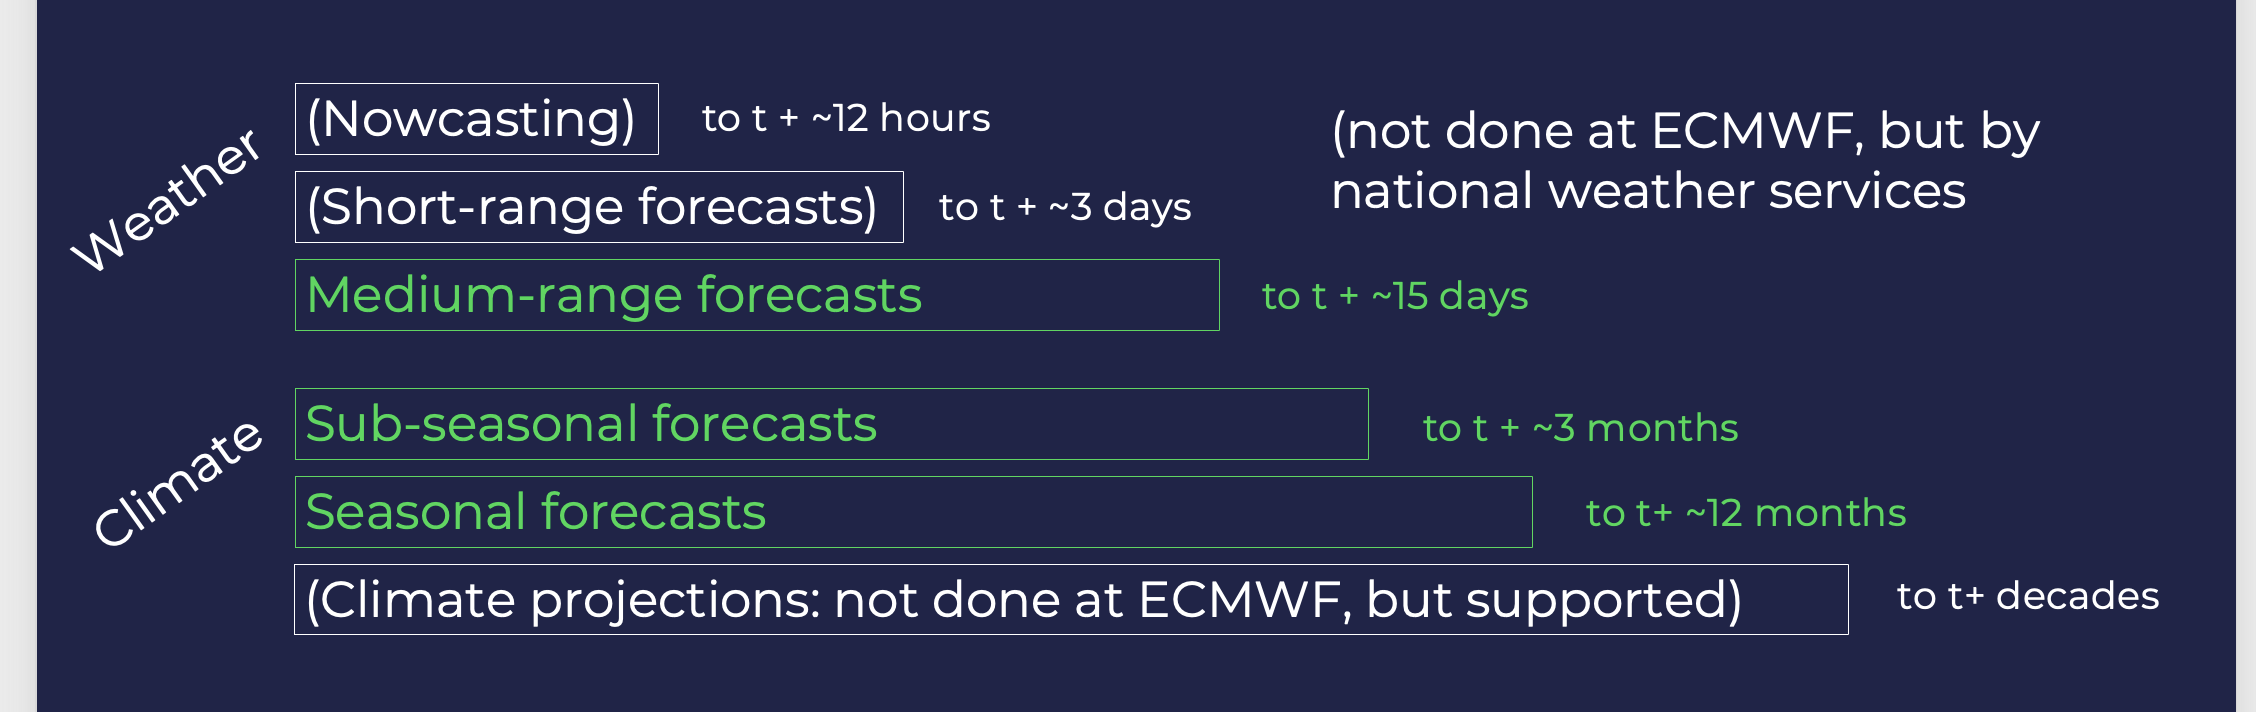 Weather
(Nowcasting) to t + ~12 hours
(Short-range forecasts) to t + ~3 days
(not done at ECMWF, but by
national weather services
Medium-range forecasts to t + ~15 days
Climate
Sub-seasonal forecasts to t + ~3 months
Seasonal forecasts to t+ ~12 months
(Climate projections: not done at ECMWF, but supported) to t+ decades